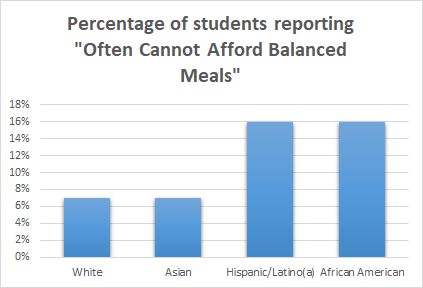 Percentage of students reporting
"Often Cannot Afford Balanced
Meals"
18%
16%
14%
12%
10%
8%
6%
4%
2%
0%
White Asian Hispanic/Latino(a) African American